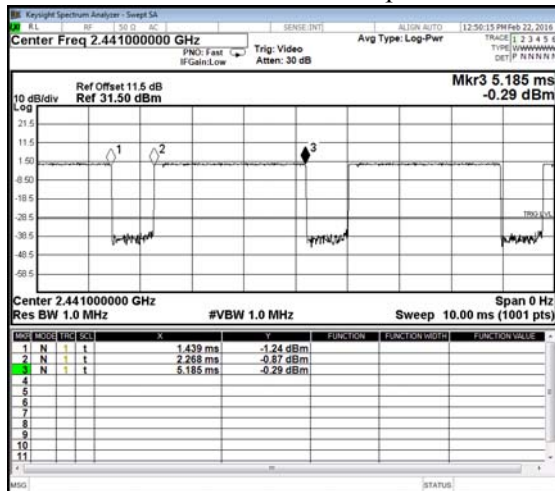 Keysight Spectrum Analyzer - Swept SA
RL RF 50 Ω AC SENSE:INT ALIGN AUTO 12:50:15 PM Feb 22, 2016
Center Freq 2.441000000 GHz
PNO: Fast
IFGain:Low
Trig: Video
Atten: 30 dB
Avg Type: Log-Pwr
TRACE 1 2 3 4 5 6
TYPE WWWWWW
DET P N N N N N
Ref Offset 11.5 dB
10 dB/div Ref 31.50 dBm
Log
Mkr3 5.185 ms
-0.29 dBm
21.5
11.5
1.50
-8.50
-18.5
-28.5
-38.5
-48.5
-58.5
1
2
3
TRIG LVL
Center 2.441000000 GHz Span 0 Hz
Res BW 1.0 MHz #VBW 1.0 MHz Sweep 10.00 ms (1001 pts)
MKR MODE TRC SCL X Y FUNCTION FUNCTION WIDTH FUNCTION VALUE
1 N 1 t 1.439 ms -1.24 dBm
2 N 1 t 2.268 ms -0.87 dBm
3 N 1 t 5.185 ms -0.29 dBm
4
5
6
7
8
9
10
11
MSG STATUS